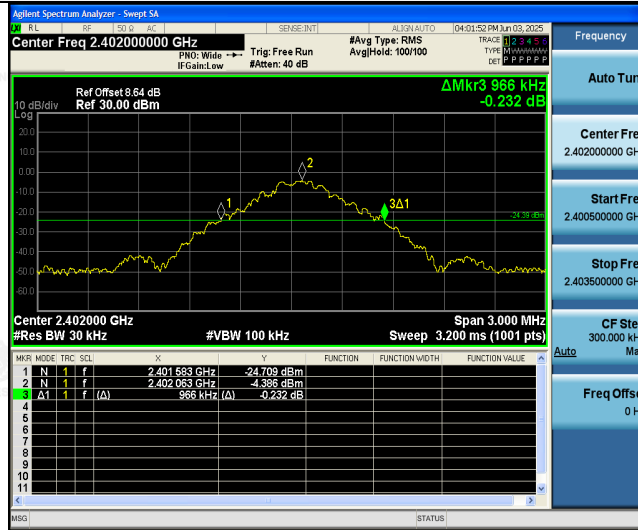 Agilent Spectrum Analyzer - Swept SA
RL RF 50 Ω AC SENSE:INT ALIGN AUTO 04:01:52 PM Jun 03, 2025
Center Freq 2.402000000 GHz
PNO: Wide Trig: Free Run
IFGain:Low #Atten: 40 dB
#Avg Type: RMS
Avg|Hold: 100/100
TRACE 1 2 3 4 5 6
TYPE M
DET P P P P P P
Frequency
Auto Tun
Center Fre
2.402000000 GH
Start Fre
2.400500000 GH
Stop Fre
2.403500000 GH
CF Ste
300.000 kH
Auto Ma
Freq Offse
0 H
ΔMkr3 966 kHz
-0.232 dB
Ref Offset 8.64 dB
10 dB/div Ref 30.00 dBm
Log
20.0
10.0
0.00
-10.0
-20.0
-30.0
-40.0
-50.0
-60.0
1
2
3Δ1
-24.39 dBm
Center 2.402000 GHz Span 3.000 MHz
#Res BW 30 kHz #VBW 100 kHz Sweep 3.200 ms (1001 pts)
MKR MODE TRC SCL X Y FUNCTION FUNCTION WIDTH FUNCTION VALUE
1 N 1 f 2.401 583 GHz -24.709 dBm
2 N 1 f 2.402 063 GHz -4.386 dBm
3 Δ1 1 f (Δ) 966 kHz (Δ) -0.232 dB
4
5
6
7
8
9
10
11
MSG STATUS